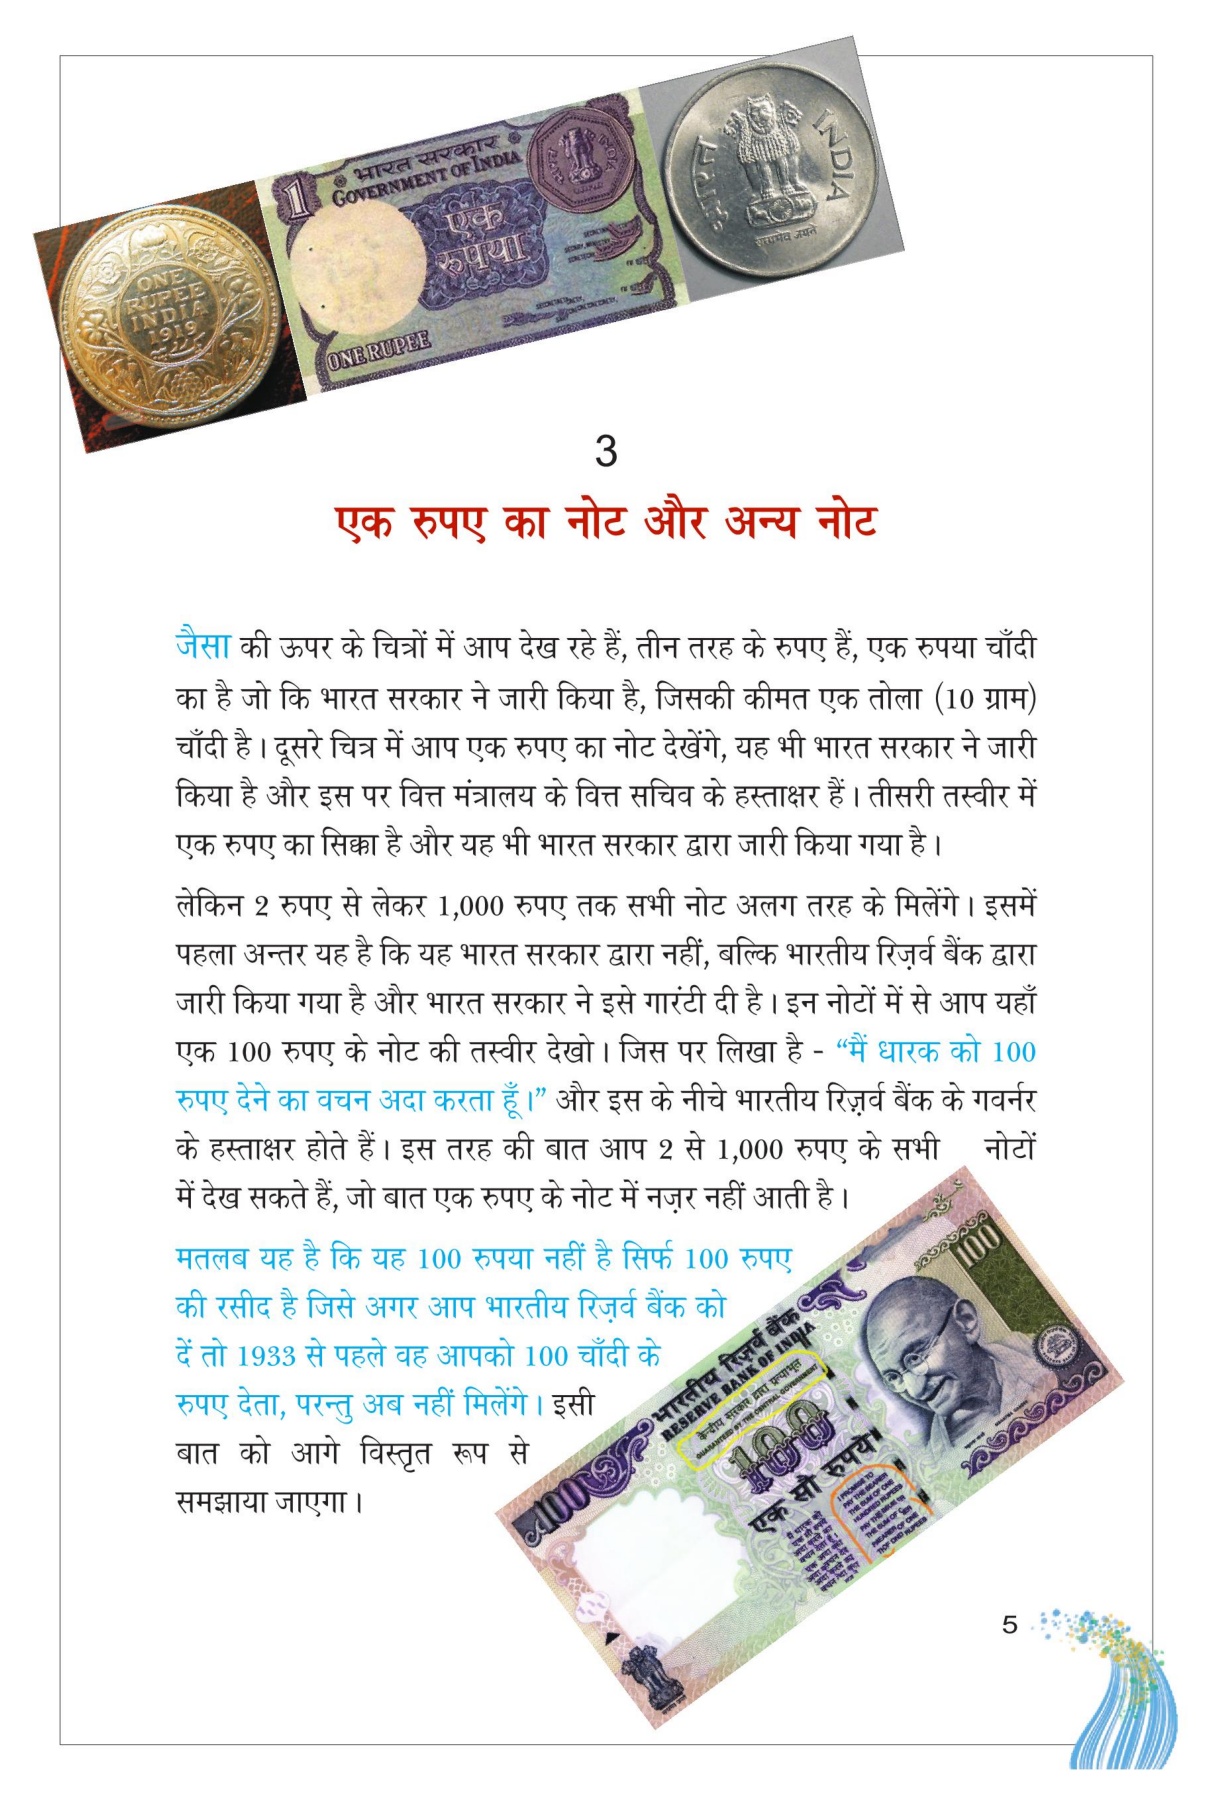 ONE
RUPEE
INDIA
1919
1
भारत सरकार
GOVERNMENT OF INDIA
एक
रुपया
ONE RUPEE
भारत
INDIA
सत्यमेव जयते
3
एक रुपए का नोट और अन्य नोट
जैसा की ऊपर के चित्रों में आप देख रहे हैं, तीन तरह के रुपए हैं, एक रुपया चाँदी
का है जो कि भारत सरकार ने जारी किया है, जिसकी कीमत एक तोला (10 ग्राम)
चाँदी है। दूसरे चित्र में आप एक रुपए का नोट देखेंगे, यह भी भारत सरकार ने जारी
किया है और इस पर वित्त मंत्रालय के वित्त सचिव के हस्ताक्षर हैं। तीसरी तस्वीर में
एक रुपए का सिक्का है और यह भी भारत सरकार द्वारा जारी किया गया है।
लेकिन 2 रुपए से लेकर 1,000 रुपए तक सभी नोट अलग तरह के मिलेंगे। इसमें
पहला अन्तर यह है कि यह भारत सरकार द्वारा नहीं, बल्कि भारतीय रिज़र्व बैंक द्वारा
जारी किया गया है और भारत सरकार ने इसे गारंटी दी है। इन नोटों में से आप यहाँ
एक 100 रुपए के नोट की तस्वीर देखो। जिस पर लिखा है - “मैं धारक को 100
रुपए देने का वचन अदा करता हूँ।” और इस के नीचे भारतीय रिज़र्व बैंक के गवर्नर
के हस्ताक्षर होते हैं। इस तरह की बात आप 2 से 1,000 रुपए के सभी नोटों
में देख सकते हैं, जो बात एक रुपए के नोट में नज़र नहीं आती है।
मतलब यह है कि यह 100 रुपया नहीं है सिर्फ 100 रुपए
की रसीद है जिसे अगर आप भारतीय रिज़र्व बैंक को
दें तो 1933 से पहले वह आपको 100 चाँदी के
रुपए देता, परन्तु अब नहीं मिलेंगे। इसी
बात को आगे विस्तृत रूप से
समझाया जाएगा।
100
भारतीय रिज़र्व बैंक
RESERVE BANK OF INDIA
केन्द्रीय सरकार द्वारा प्रत्याभूत
GUARANTEED BY THE CENTRAL GOVERNMENT
100
एक सौ रुपये
100
5